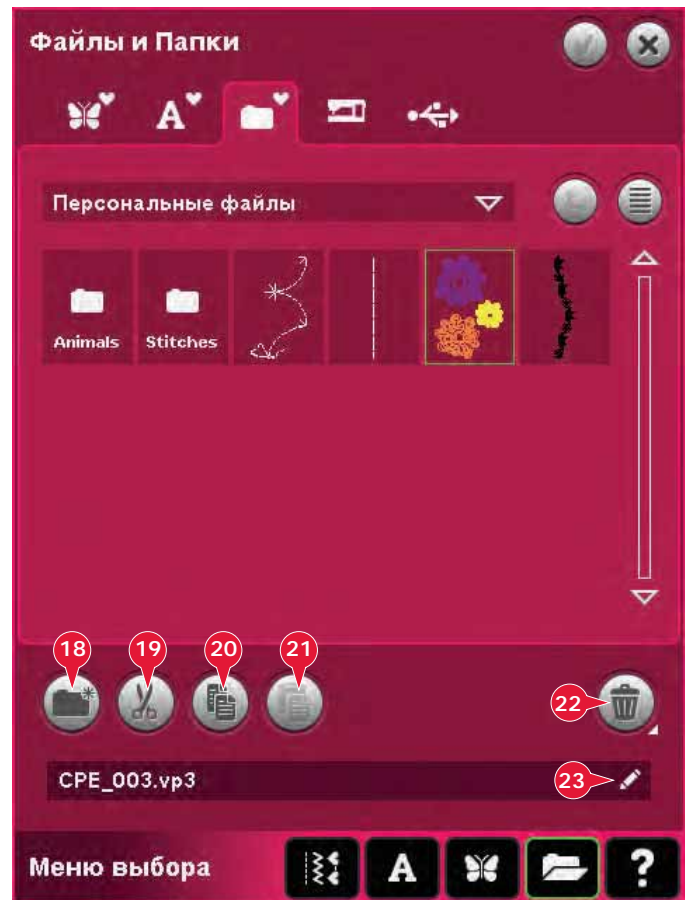 Файлы и Папки
A
Персональные файлы
Animals Stitches
18 19 20 21
22
CPE_003.vp3 23
Меню выбора A ?